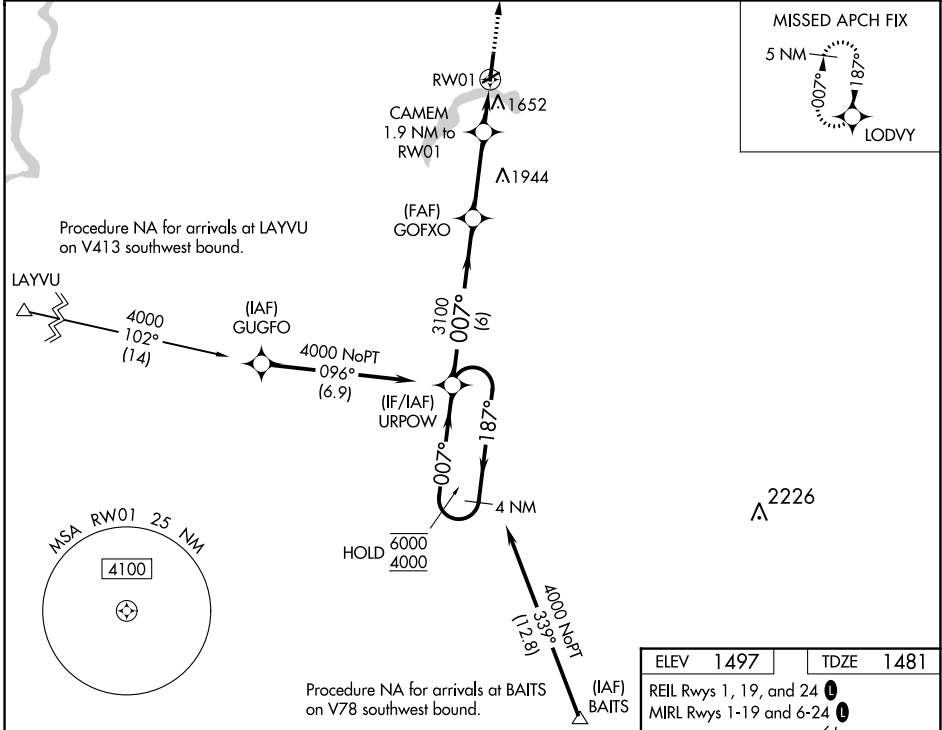 MISSED APCH FIX
5 NM
007°
187°
LODVY
RW01
1652
CAMEM
1.9 NM to
RW01
1944
(FAF)
GOFXO
Procedure NA for arrivals at LAYVU
on V413 southwest bound.
LAYVU
4000
102°
(14)
(IAF)
GUGFO
4000 NoPT
096°
(6.9)
3100
007°
(6)
(IF/IAF)
URPOW
007°
187°
4 NM
HOLD
6000
4000
2226
MSA RW01 25 NM
4100
4000 NoPT
339°
(12.8)
(IAF)
BAITS
Procedure NA for arrivals at BAITS
on V78 southwest bound.
ELEV 1497
TDZE 1481
REIL Rwys 1, 19, and 24 L
MIRL Rwys 1-19 and 6-24 L